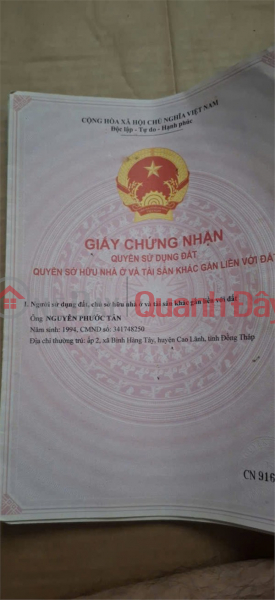 CỘNG HÒA XÃ HỘI CHỦ NGHĨA VIỆT NAM
Độc lập - Tự do - Hạnh phúc
GIẤY CHỨNG NHẬN
QUYỀN SỬ DỤNG ĐẤT
QUYỀN SỞ HỮU NHÀ Ở VÀ TÀI SẢN KHÁC GẮN LIỀN VỚI ĐẤT
I. Người sử dụng đất, chủ sở hữu nhà ở và tài sản khác gắn liền với đất
Ông NGUYỄN PHƯỚC TÂN
Năm sinh: 1994, CMND số: 341748250
Địa chỉ thường trú: ấp 2, xã Bình Hàng Tây, huyện Cao Lãnh, tỉnh Đồng Tháp
CN 916
QuanhĐây